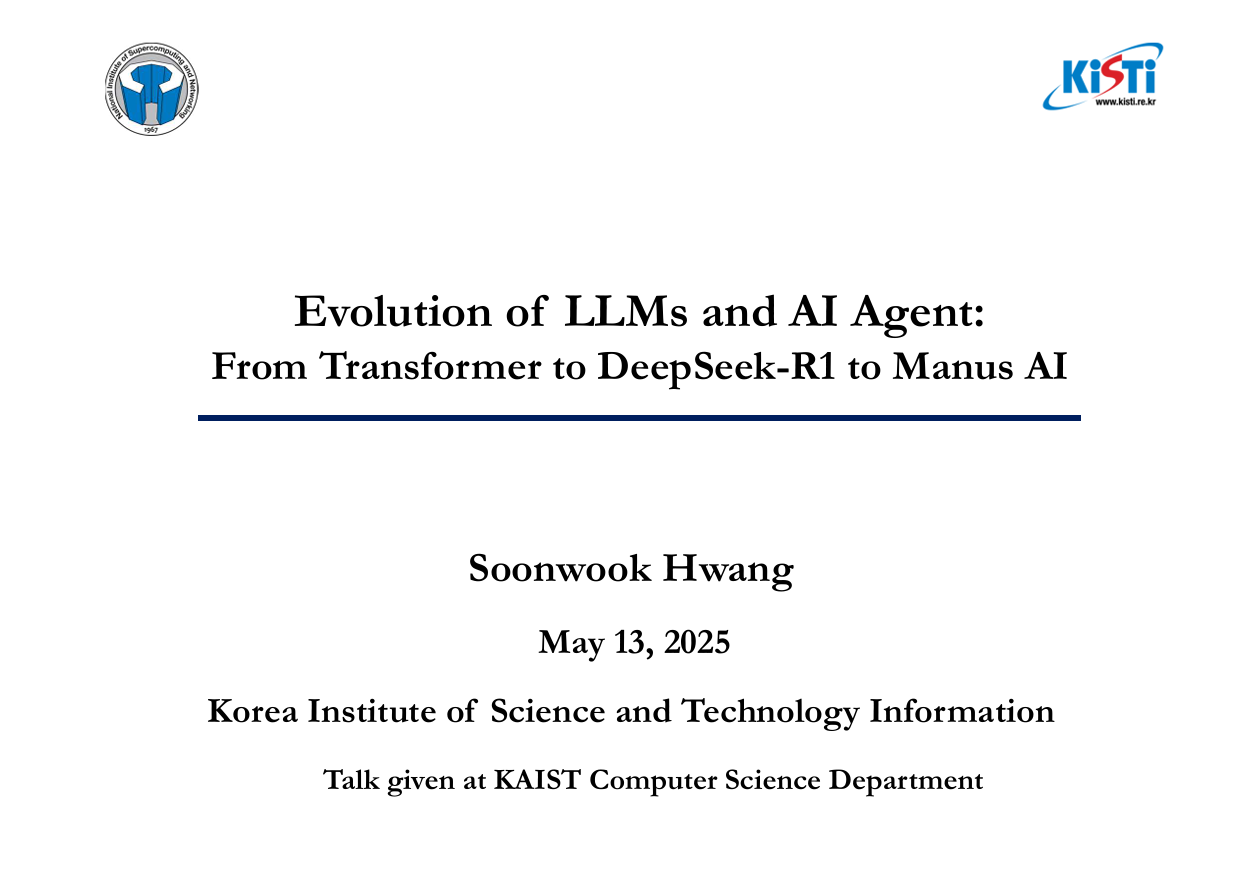 National Institute of Supercomputing and Networking
1967
KiSTi
www.kisti.re.kr
Evolution of LLMs and AI Agent:
From Transformer to DeepSeek-R1 to Manus AI
Soonwook Hwang
May 13, 2025
Korea Institute of Science and Technology Information
Talk given at KAIST Computer Science Department